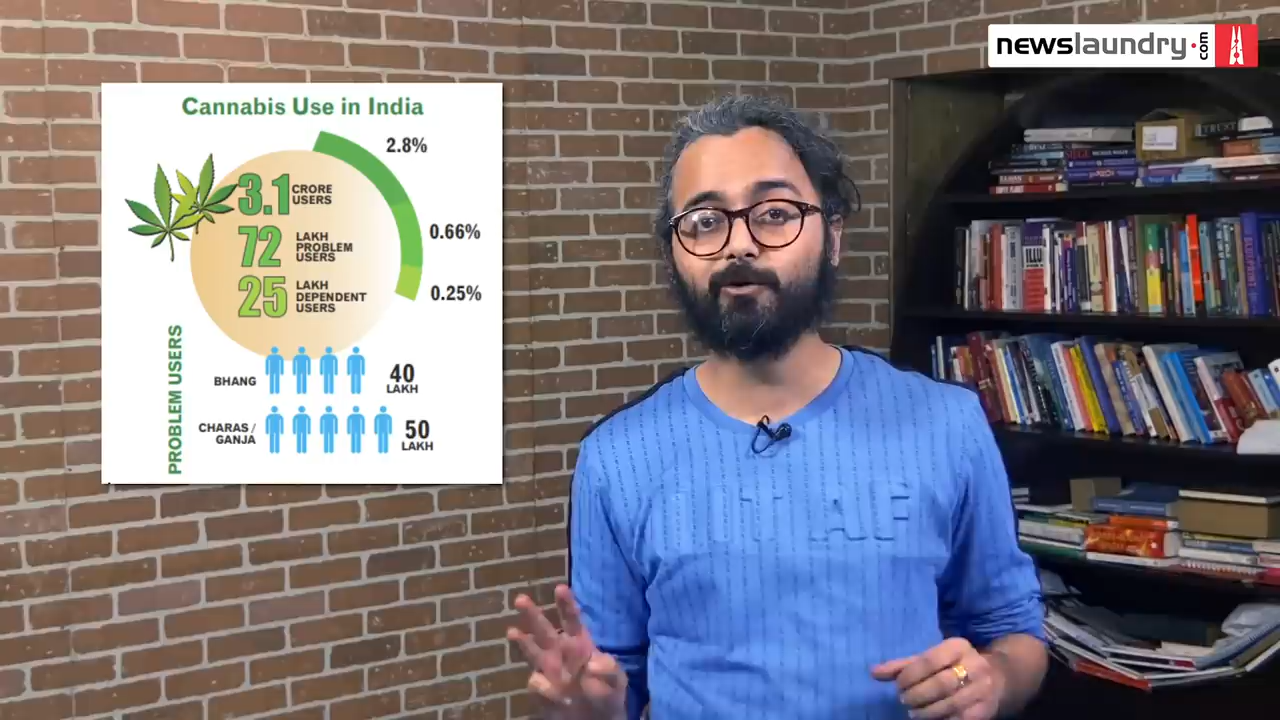 newslaundry.com
Cannabis Use in India
2.8%
3.1 CRORE
USERS
0.66%
72 LAKH
PROBLEM
USERS
0.25%
25 LAKH
DEPENDENT
USERS
PROBLEM USERS
BHANG
40
LAKH
CHARAS /
GANJA
50
LAKH